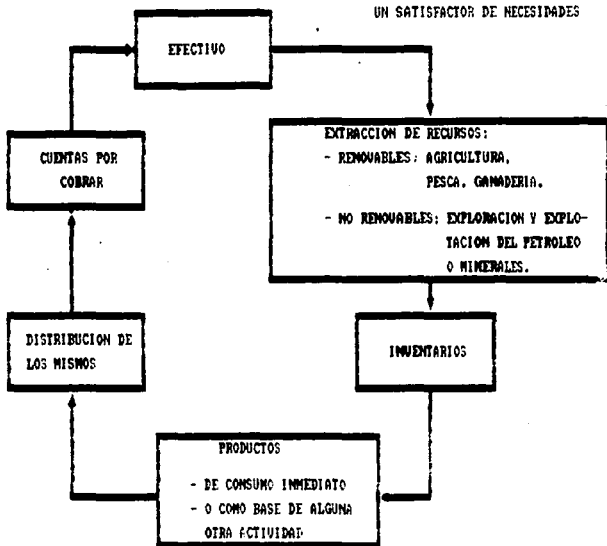 UN SATISFACTOR DE NECESIDADES
EFECTIVO
EXTRACCION DE RECURSOS:
- REMOVABLES: AGRICULTURA,
PESCA, GANADERIA.
- NO RENOVABLES: EXPLORACION Y EXPLO-
TACION DEL PETROLEO
O MINERALES.
INVENTARIOS
PRODUCTOS
- DE CONSUMO INMEDIATO
- O COMO BASE DE ALGUNA
OTRA ACTIVIDAD
DISTRIBUCION DE
LOS MISMOS
CUENTAS POR
COBRAR